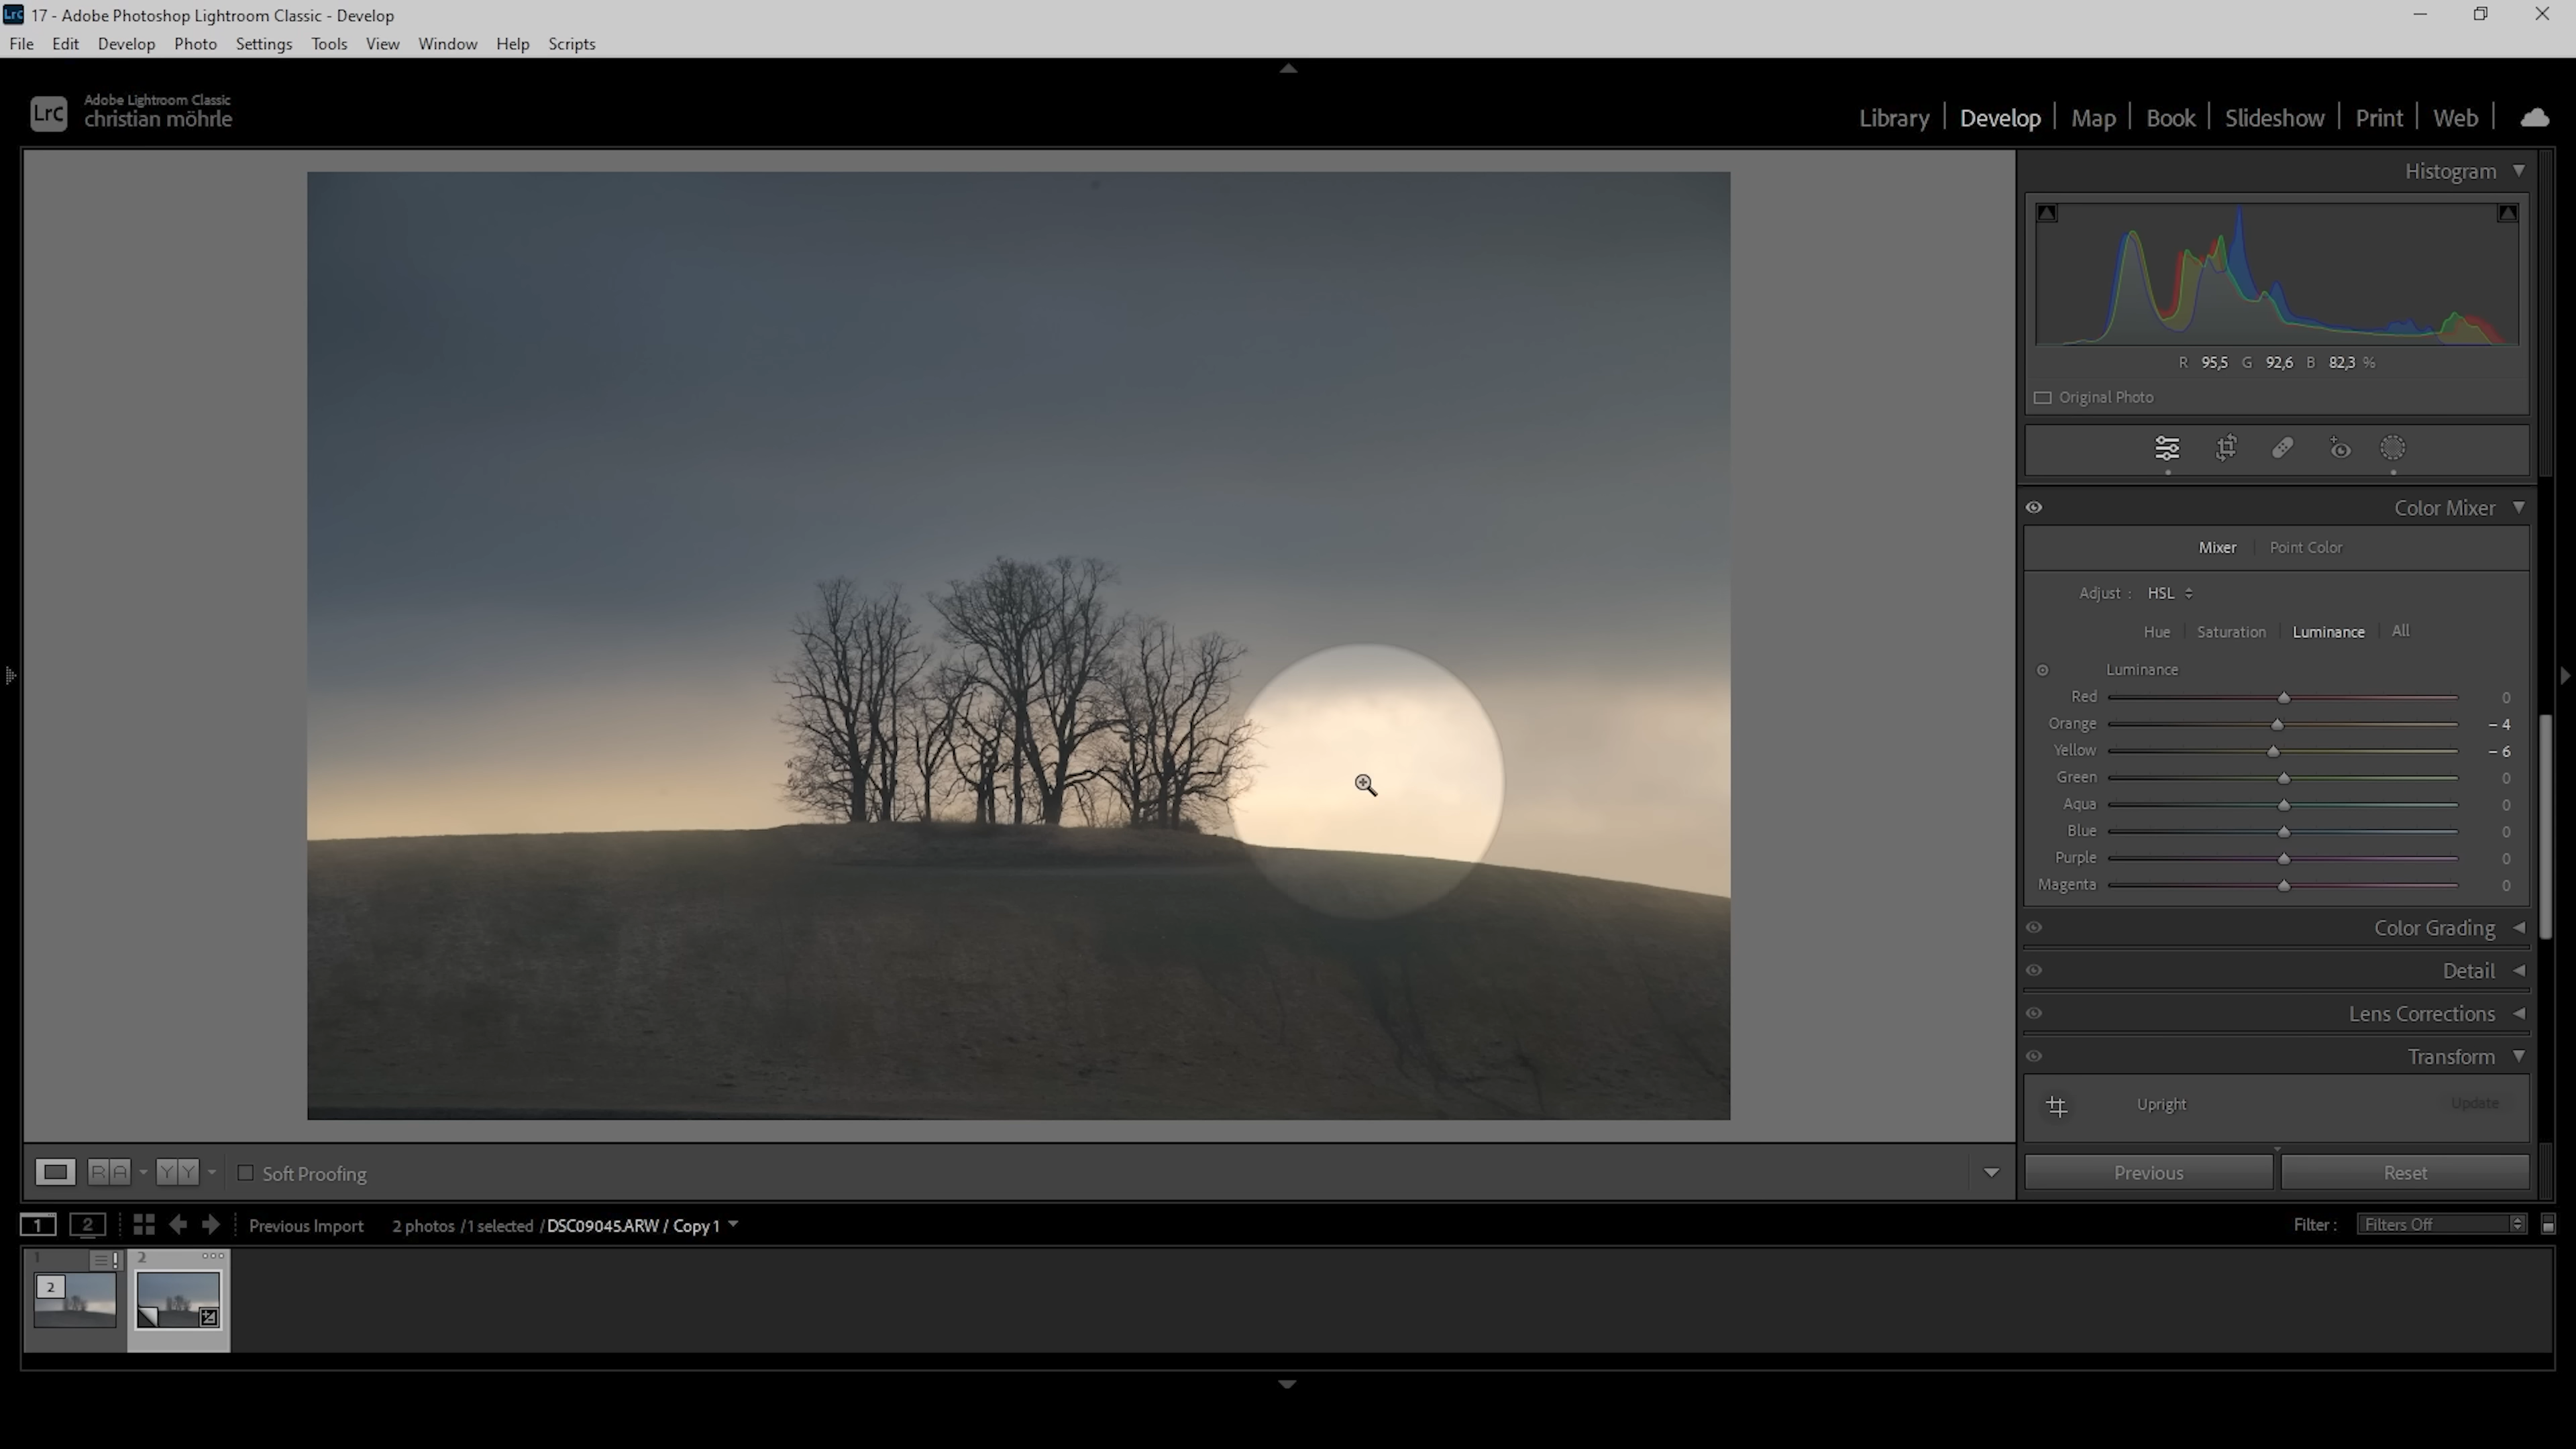 Lrc 17 - Adobe Photoshop Lightroom Classic - Develop
File Edit Develop Photo Settings Tools View Window Help Scripts
Lrc Adobe Lightroom Classic
christian möhrle
Library | Develop | Map | Book | Slideshow | Print | Web |
Histogram
R 95,5 G 92,6 B 82,3 %
Original Photo
Color Mixer
Mixer Point Color
Adjust : HSL
Hue Saturation Luminance All
Luminance
Red 0
Orange - 4
Yellow - 6
Green 0
Aqua 0
Blue 0
Purple 0
Magenta 0
Color Grading
Detail
Lens Corrections
Transform
Upright Update
Previous Reset
R A Y Y Soft Proofing
1 2 Previous Import 2 photos /1 selected / DSC09045.ARW / Copy 1 Filter : Filters Off
1 2
2